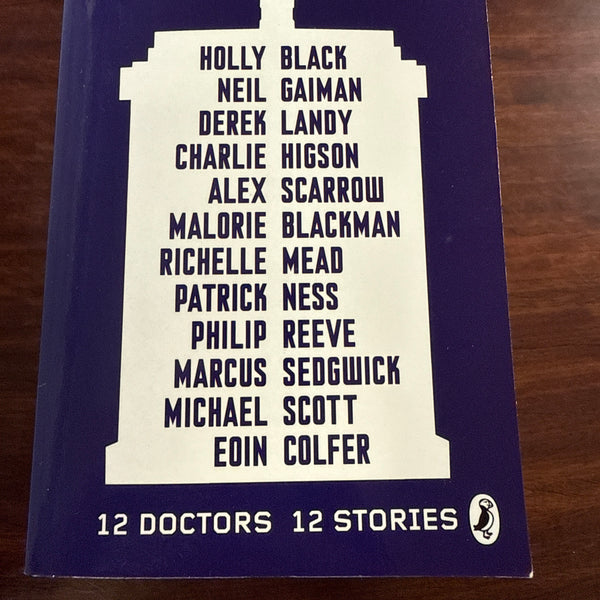 HOLLY BLACK
NEIL GAIMAN
DEREK LANDY
CHARLIE HIGSON
ALEX SCARROW
MALORIE BLACKMAN
RICHELLE MEAD
PATRICK NESS
PHILIP REEVE
MARCUS SEDGWICK
MICHAEL SCOTT
EOIN COLFER
12 DOCTORS 12 STORIES